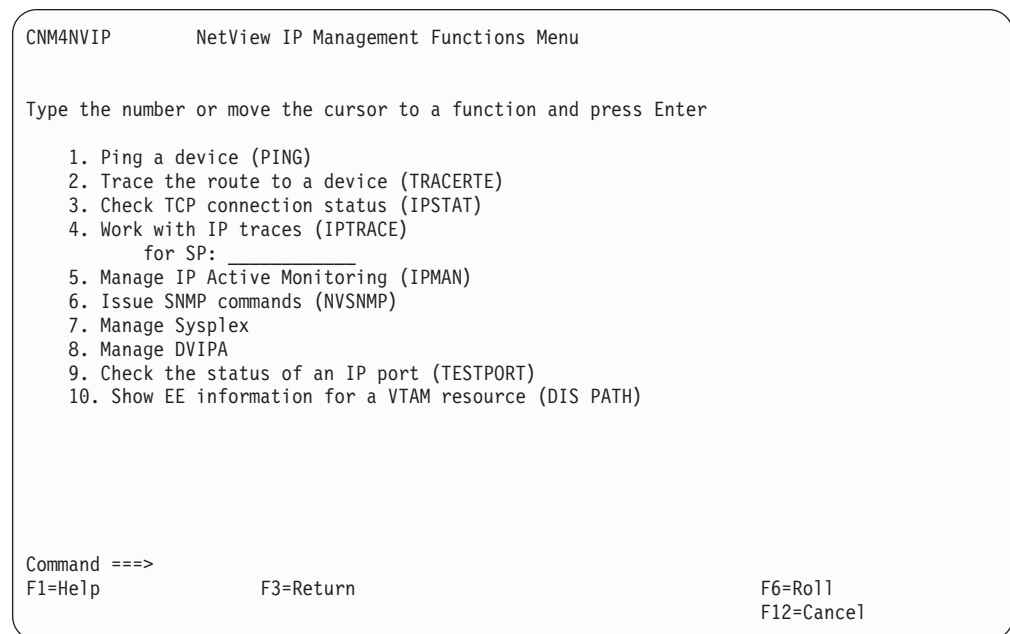 CNM4NVIP NetView IP Management Functions Menu
Type the number or move the cursor to a function and press Enter
1. Ping a device (PING)
2. Trace the route to a device (TRACERTE)
3. Check TCP connection status (IPSTAT)
4. Work with IP traces (IPTRACE)
for SP: ____________
5. Manage IP Active Monitoring (IPMAN)
6. Issue SNMP commands (NVSNMP)
7. Manage Sysplex
8. Manage DVIPA
9. Check the status of an IP port (TESTPORT)
10. Show EE information for a VTAM resource (DIS PATH)
Command ===>
F1=Help F3=Return F6=Roll
F12=Cancel